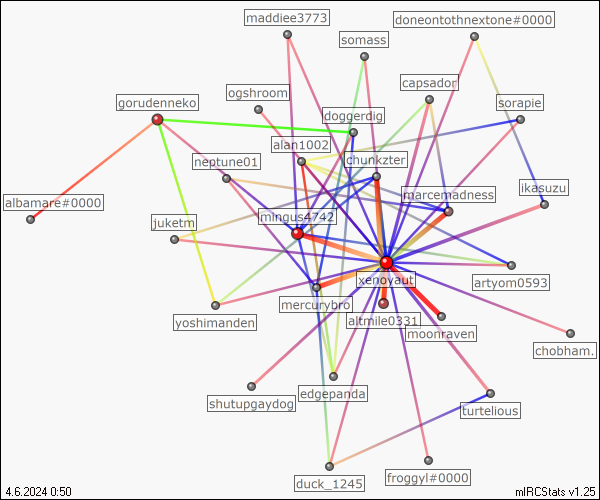 maddiee3773
doneontothnextone#0000
somass
capsador
ogshroom
gorudenneko
sorapie
doggerdig
alan1002
chunkzter
neptune01
ikasuzu
marcemadness
albamare#0000
mingus4742
juketm
xenoyaut
artyom0593
mercurybro
altmile0331
yoshimanden
moonraven
chobham.
edgepanda
shutupgaydog
turtelious
froggyl#0000
duck_1245
4.6.2024 0:50
mIRCStats v1.25